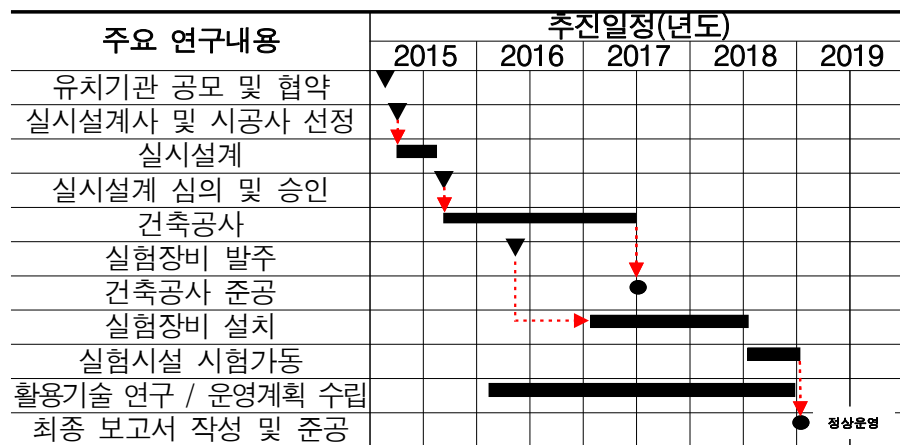 주요 연구내용
추진일정(년도)
2015 2016 2017 2018 2019
유치기관 공모 및 협약
실시설계사 및 시공사 선정
실시설계
실시설계 심의 및 승인
건축공사
실험장비 발주
건축공사 준공
실험장비 설치
실험시설 시험가동
활용기술 연구 / 운영계획 수립
최종 보고서 작성 및 준공
정상운영